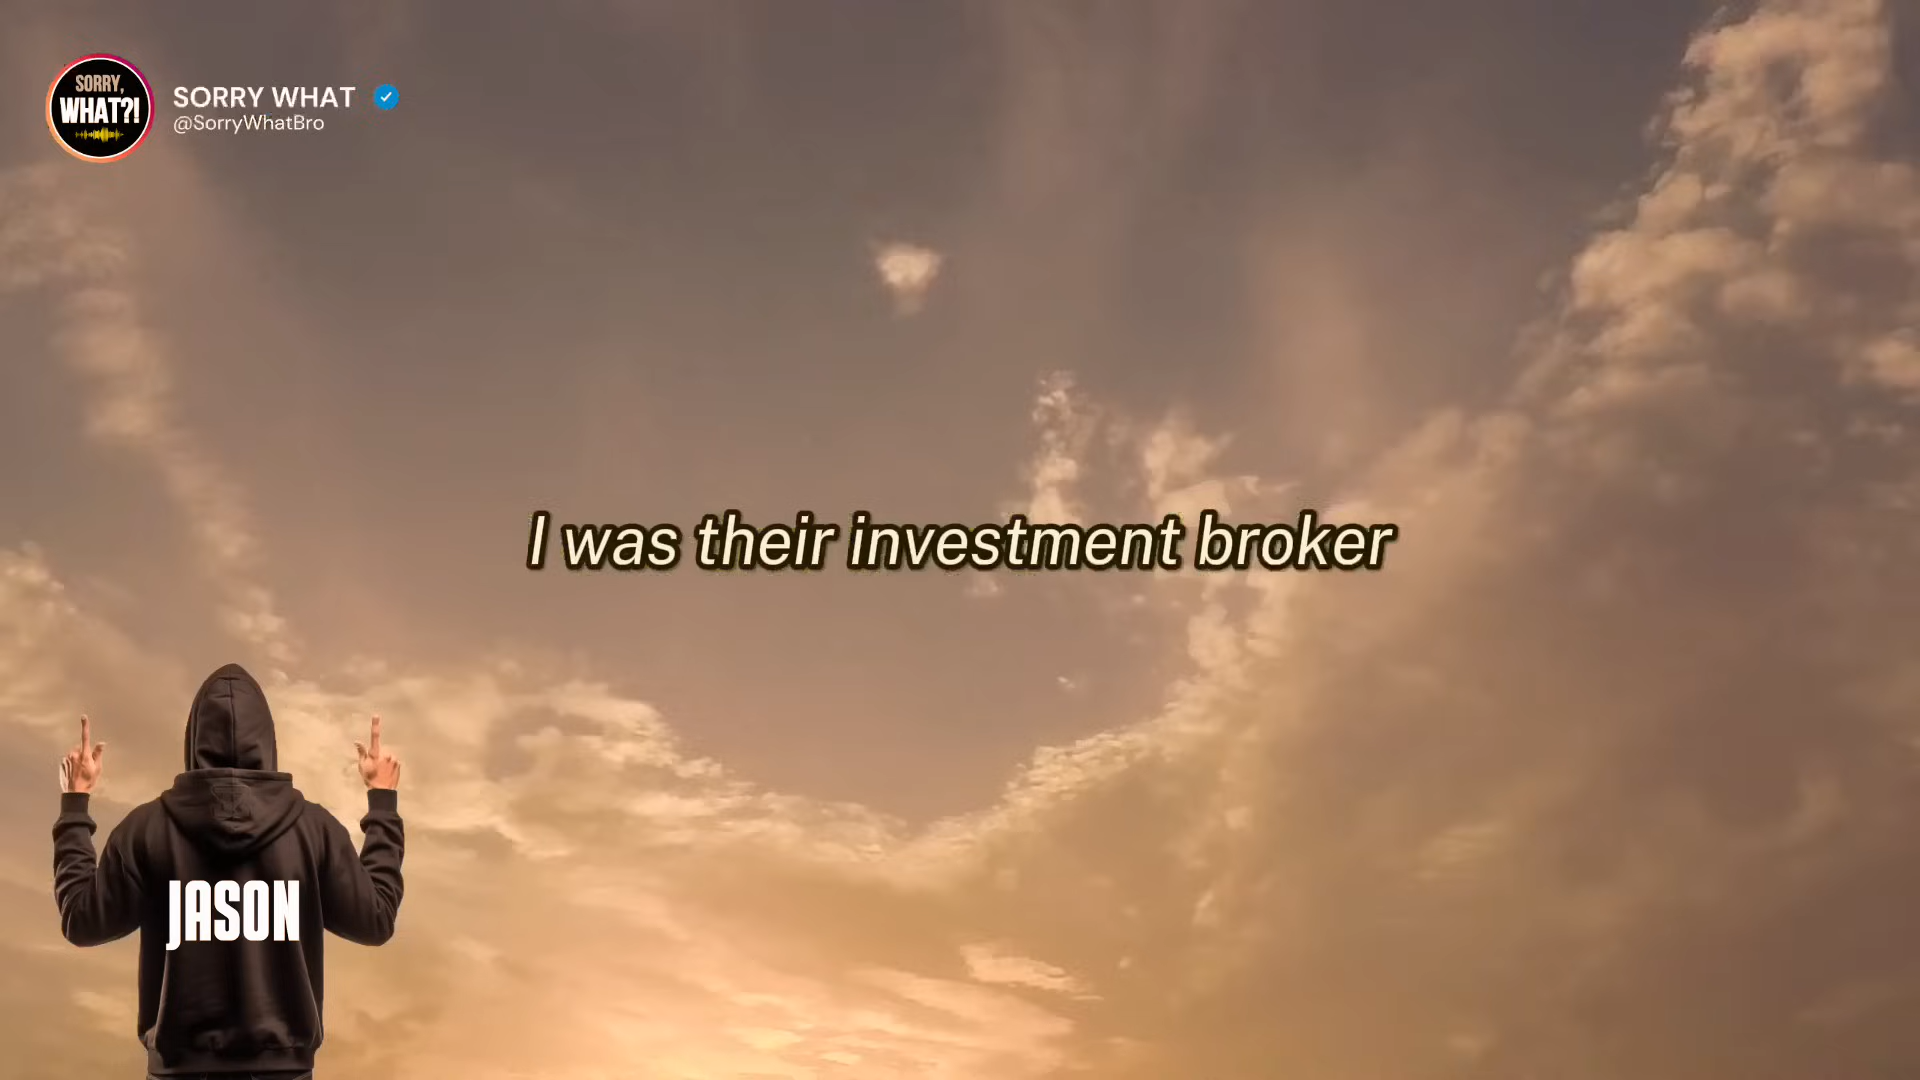 SORRY,
WHAT?!
SORRY WHAT
@SorryWhatBro
I was their investment broker
JASON